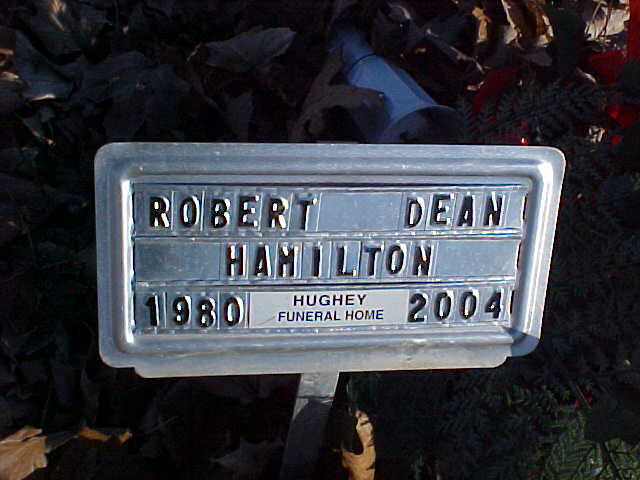 ROBERT DEAN
HAMILTON
1980 HUGHEY FUNERAL HOME 2004